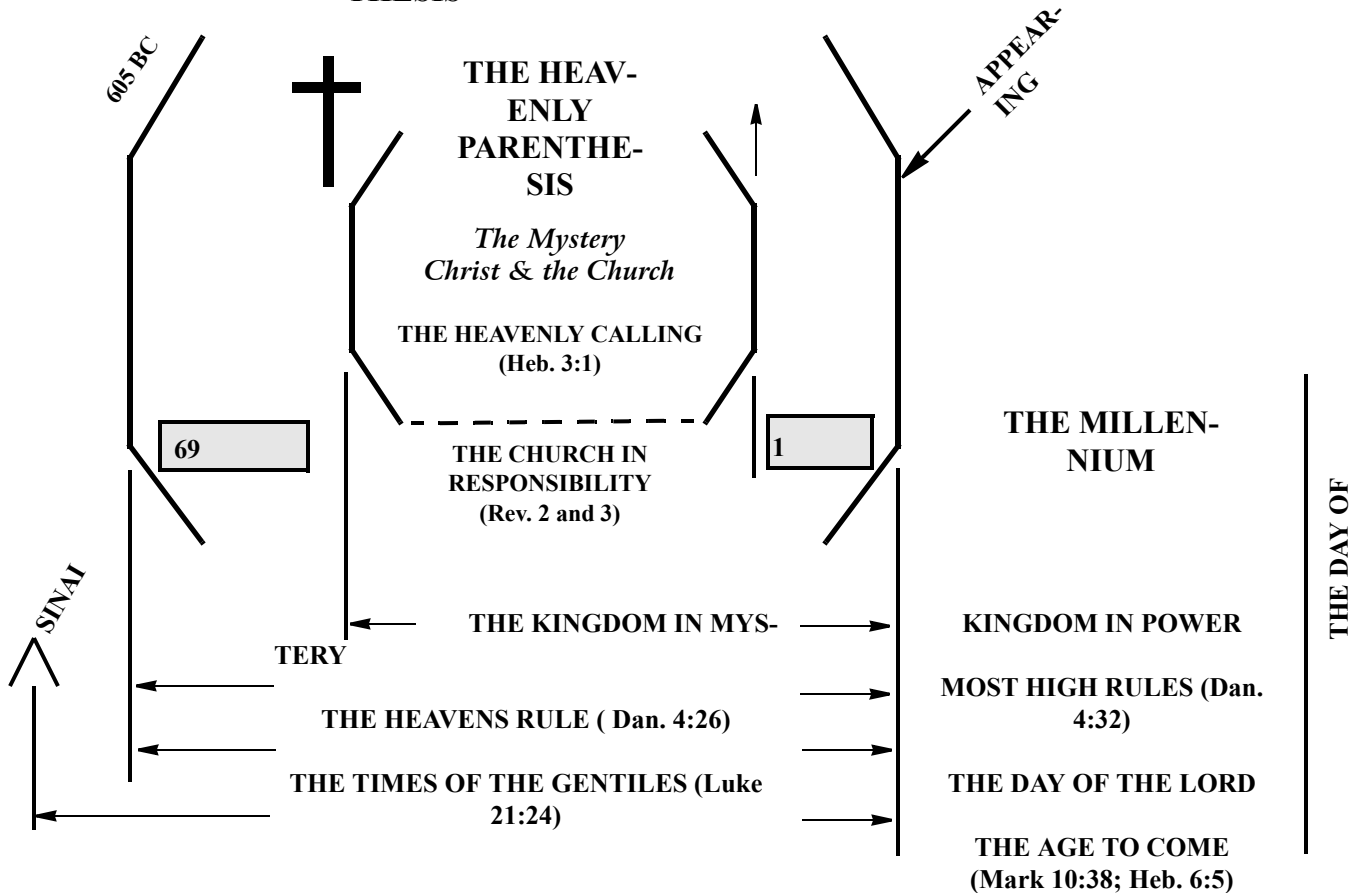 THESIS
605 BC
THE HEAV-
ENLY
PARENTHE-
SIS
APPEAR-
ING
The Mystery
Christ & the Church
THE HEAVENLY CALLING
(Heb. 3:1)
69
THE CHURCH IN
RESPONSIBILITY
(Rev. 2 and 3)
1
THE MILLEN-
NIUM
THE DAY OF
SINAI
THE KINGDOM IN MYS-
TERY
KINGDOM IN POWER
THE HEAVENS RULE ( Dan. 4:26)
MOST HIGH RULES (Dan.
4:32)
THE TIMES OF THE GENTILES (Luke
21:24)
THE DAY OF THE LORD
THE AGE TO COME
(Mark 10:38; Heb. 6:5)